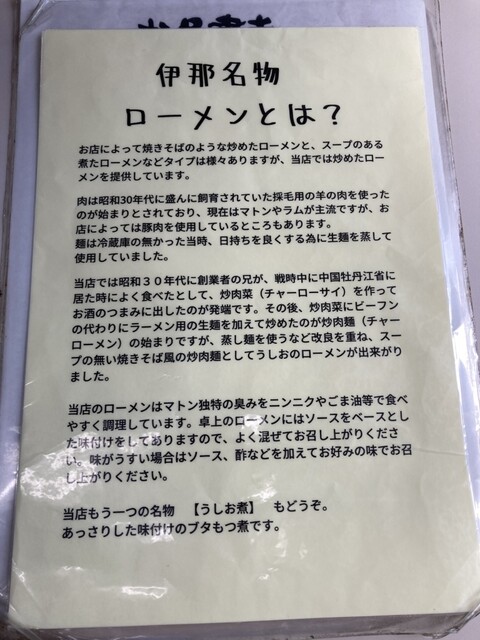 伊那名物
ローメンとは？
お店によって焼きそばのような炒めたローメンと、スープのある
煮たローメンなどタイプは様々ありますが、当店では炒めたロー
メンを提供しています。
肉は昭和30年代に盛んに飼育されていた採毛用の羊の肉を使った
のが始まりとされており、現在はマトンやラムが主流ですが、お
店によっては豚肉を使用しているところもあります。
麺は冷蔵庫の無かった当時、日持ちを良くする為に生麺を蒸して
使用していました。
当店では昭和３０年代に創業者の兄が、戦時中に中国牡丹江省に
居た時によく食べたとして、炒肉菜（チャーローサイ）を作って
お酒のつまみに出したのが発端です。その後、炒肉菜にビーフン
の代わりにラーメン用の生麺を加えて炒めたのが炒肉麺（チャー
ローメン）の始まりですが、蒸し麺を使うなど改良を重ね、スー
プの無い焼きそば風の炒肉麺としてうしおのローメンが出来がり
ました。
当店のローメンはマトン独特の臭みをニンニクやごま油等で食べ
やすく調理しています。卓上のローメンにはソースをベースとし
た味付けをしてありますので、よく混ぜてお召し上がりくださ
い。味がうすい場合はソース、酢などを加えてお好みの味でお召
し上がりください。
当店もう一つの名物　【うしお煮】　もどうぞ。
あっさりした味付けのブタもつ煮です。